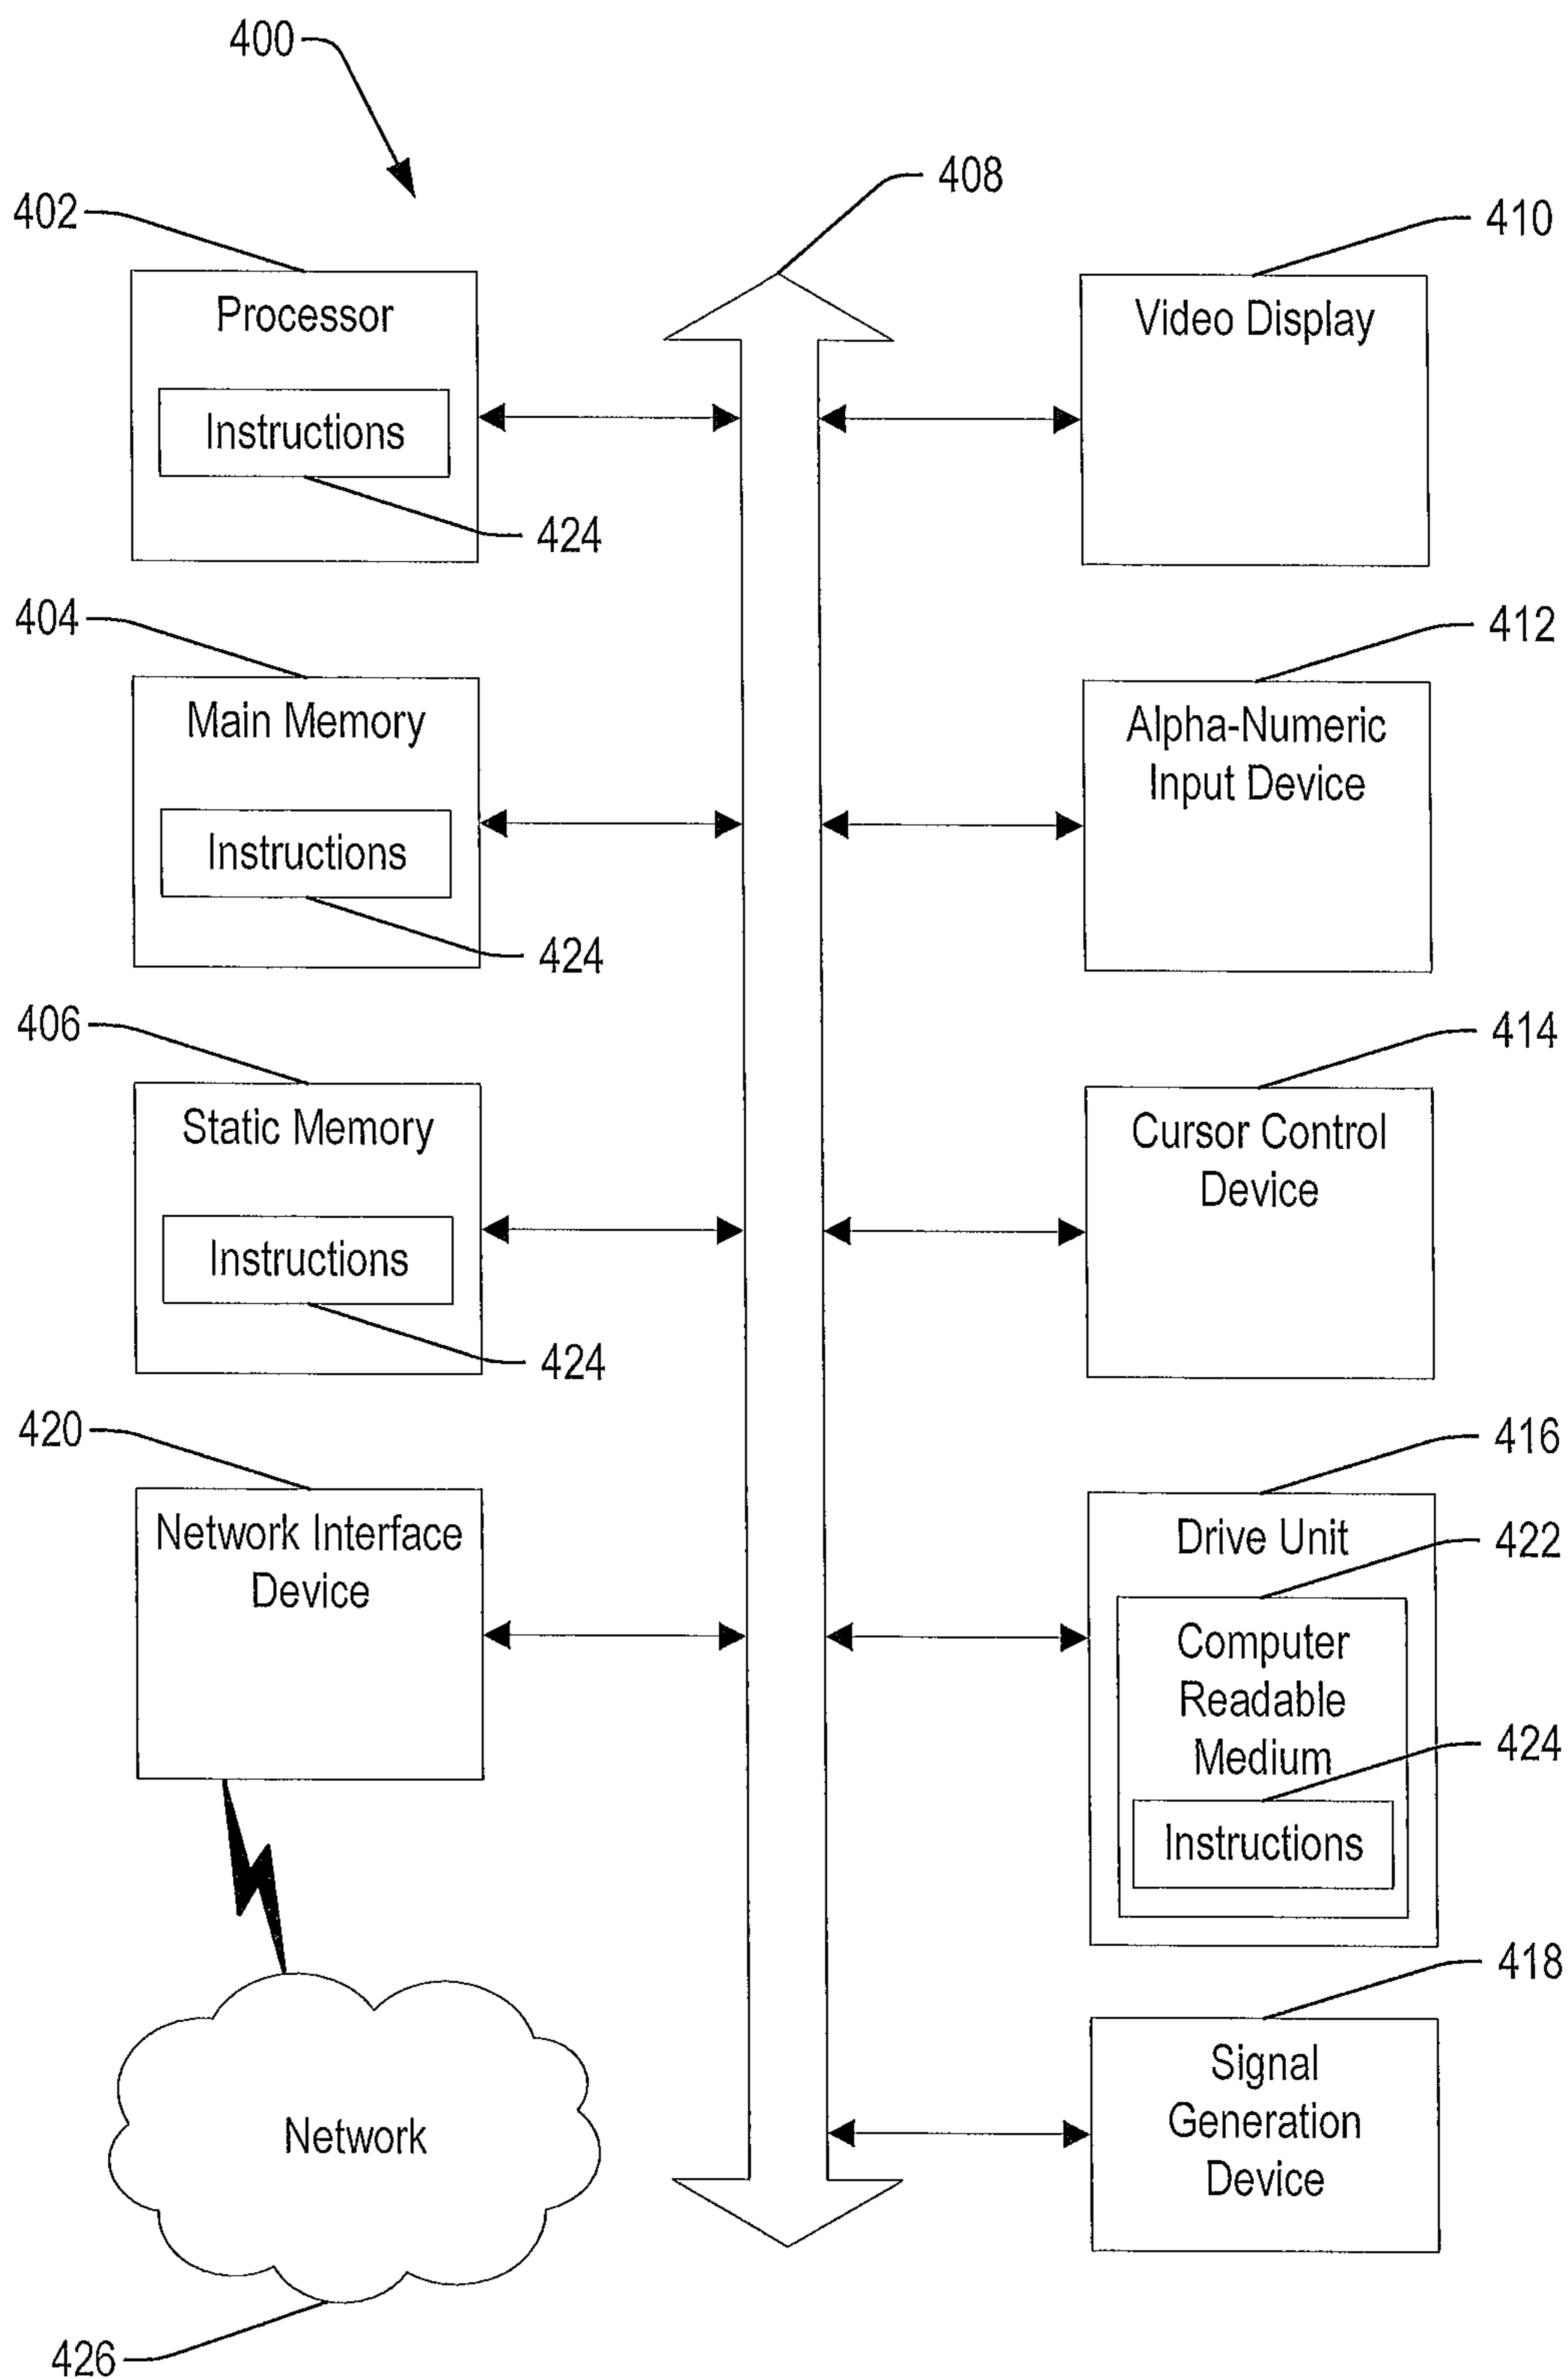 400
408
402
410
Processor
Instructions
424
Video Display
404
412
Main Memory
Instructions
424
Alpha-Numeric
Input Device
406
414
Static Memory
Instructions
424
Cursor Control
Device
420
416
Network Interface
Device
Drive Unit
422
Computer
Readable
Medium
424
Instructions
418
Signal
Generation
Device
Network
426